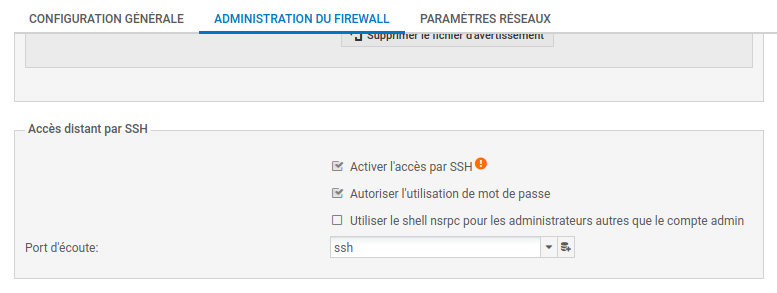 CONFIGURATION GÉNÉRALE ADMINISTRATION DU FIREWALL PARAMÈTRES RÉSEAUX
Supprimer le fichier d'avertissement
Accès distant par SSH
Activer l'accès par SSH
Autoriser l'utilisation de mot de passe
Utiliser le shell nsrpc pour les administrateurs autres que le compte admin
Port d'écoute: ssh